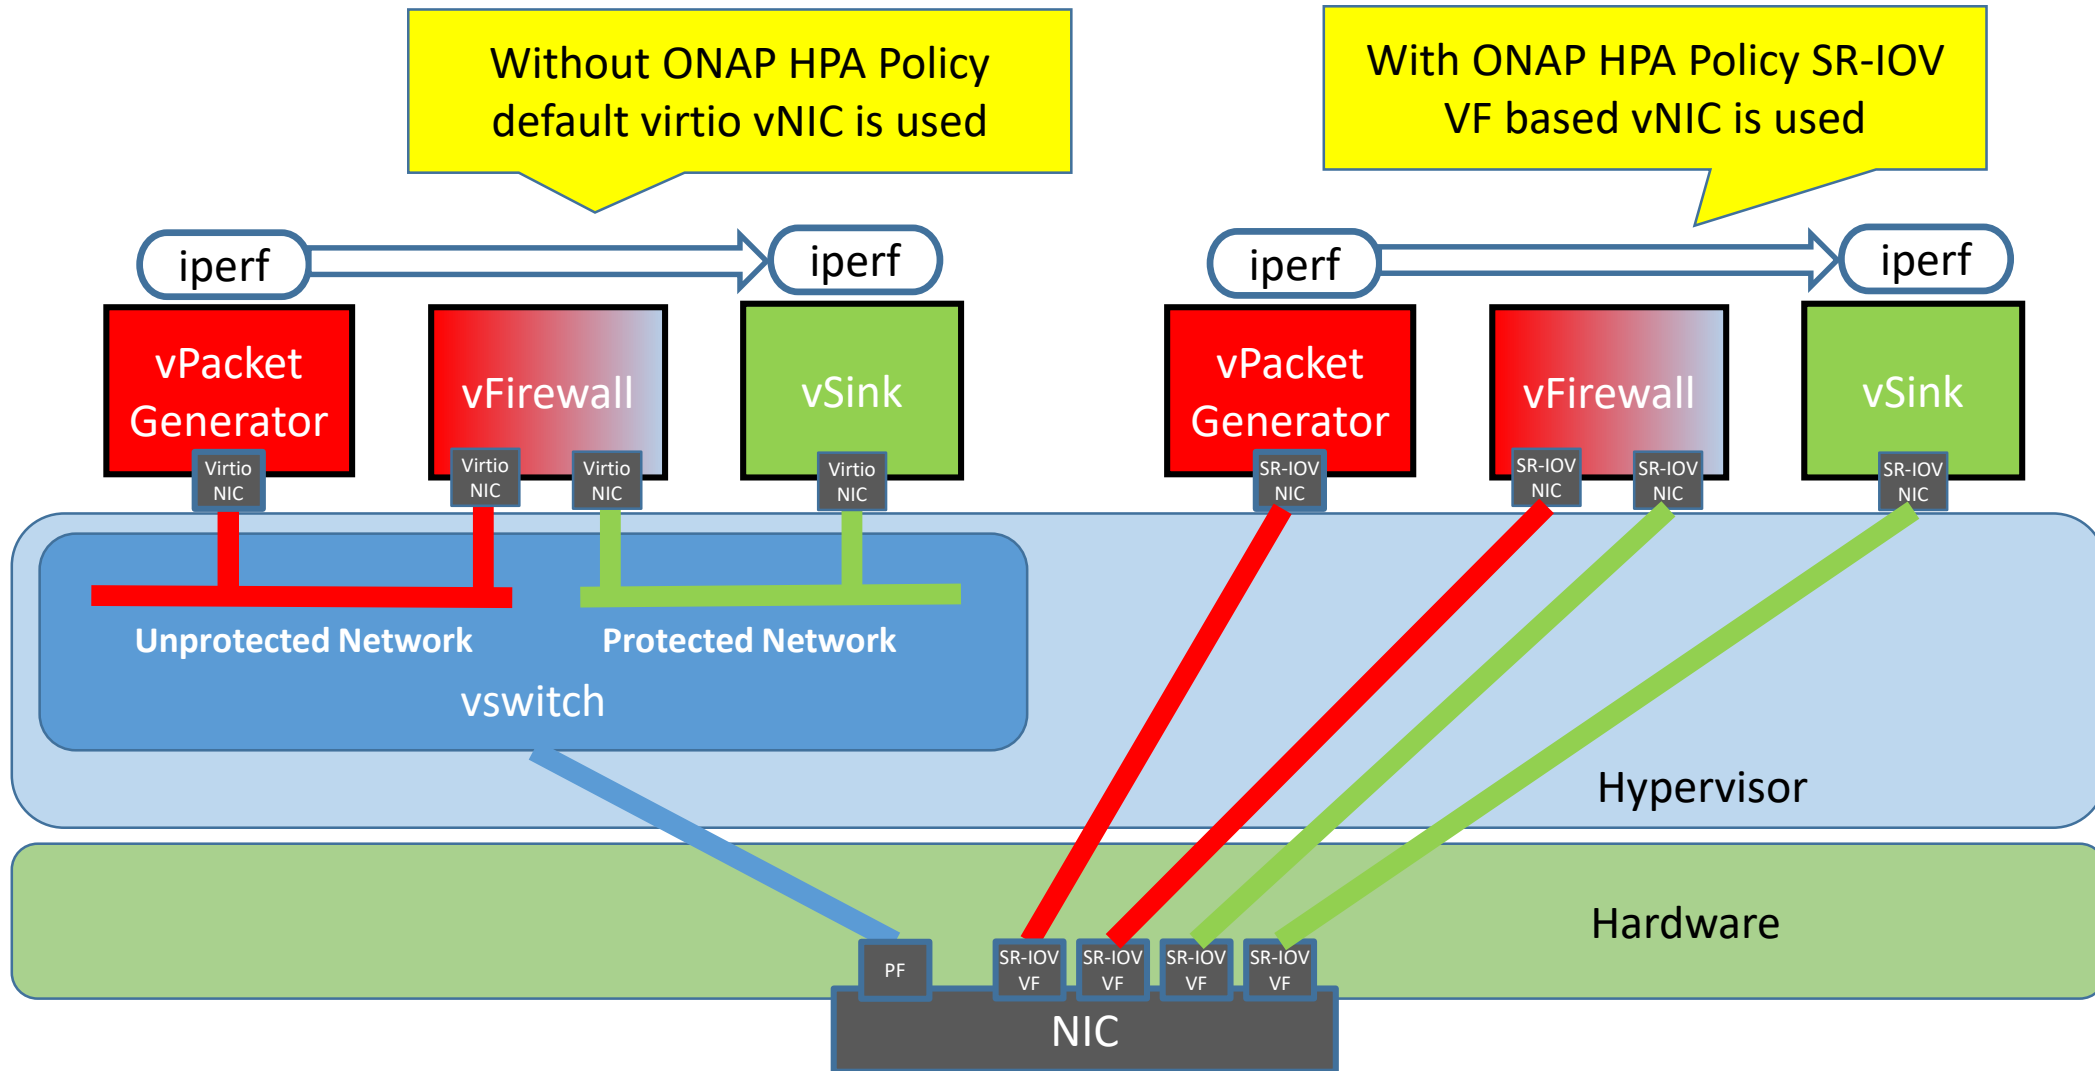 Without ONAP HPA Policy
default virtio vNIC is used
With ONAP HPA Policy SR-IOV
VF based vNIC is used
iperf
iperf
iperf
iperf
vPacket
Generator
vFirewall
vSink
vPacket
Generator
vFirewall
vSink
Virtio
NIC
Virtio
NIC
Virtio
NIC
Virtio
NIC
SR-IOV
NIC
SR-IOV
NIC
SR-IOV
NIC
SR-IOV
NIC
Unprotected Network
Protected Network
vswitch
Hypervisor
Hardware
PF
SR-IOV
VF
SR-IOV
VF
SR-IOV
VF
SR-IOV
VF
NIC